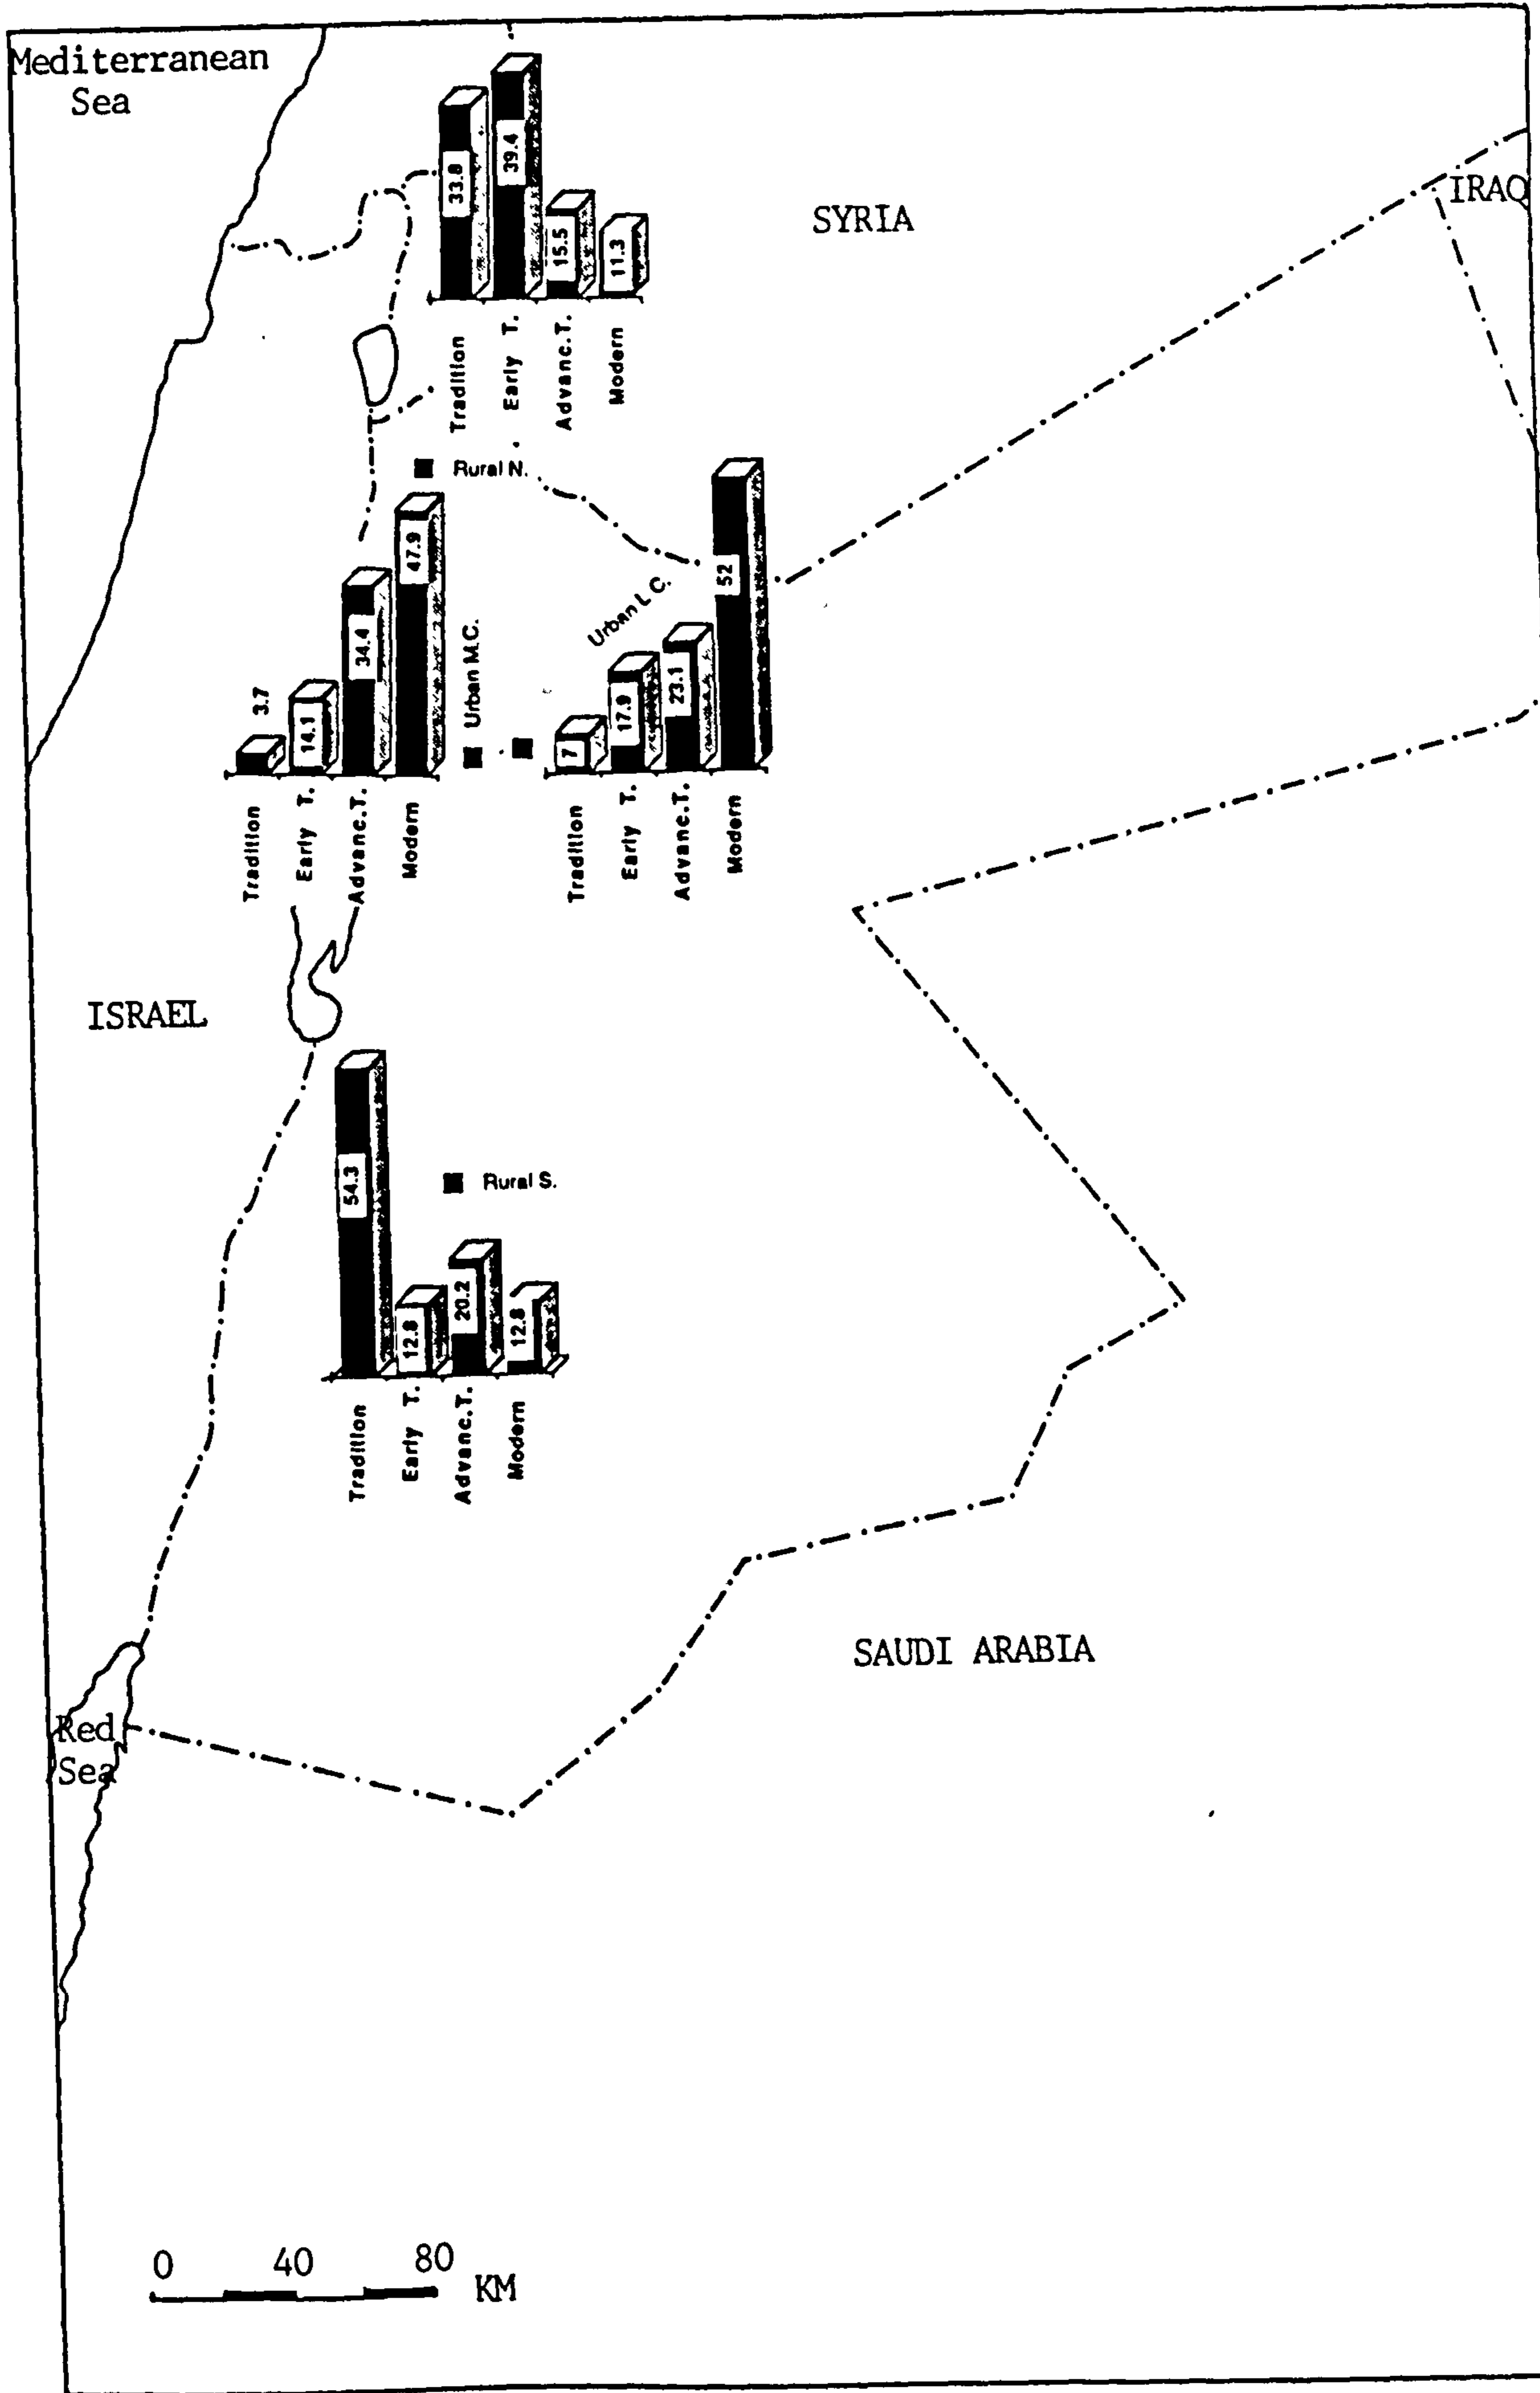 Mediterranean
Sea
33.8
39.4
15.5
11.3
SYRIA
IRAQ
Tradition
Early T.
Advanc.T.
Modern
Rural N.
3.7
14.1
34.4
47.9
Urban M.C.
Urban L.C.
7
17.9
23.1
52
Tradition
Early T.
Advanc.T.
Modern
Tradition
Early T.
Advanc.T.
Modern
ISRAEL
54.3
12.8
20.2
12.8
Rural S.
Tradition
Early T.
Advanc.T.
Modern
SAUDI ARABIA
Red
Sea
0 40 80
KM